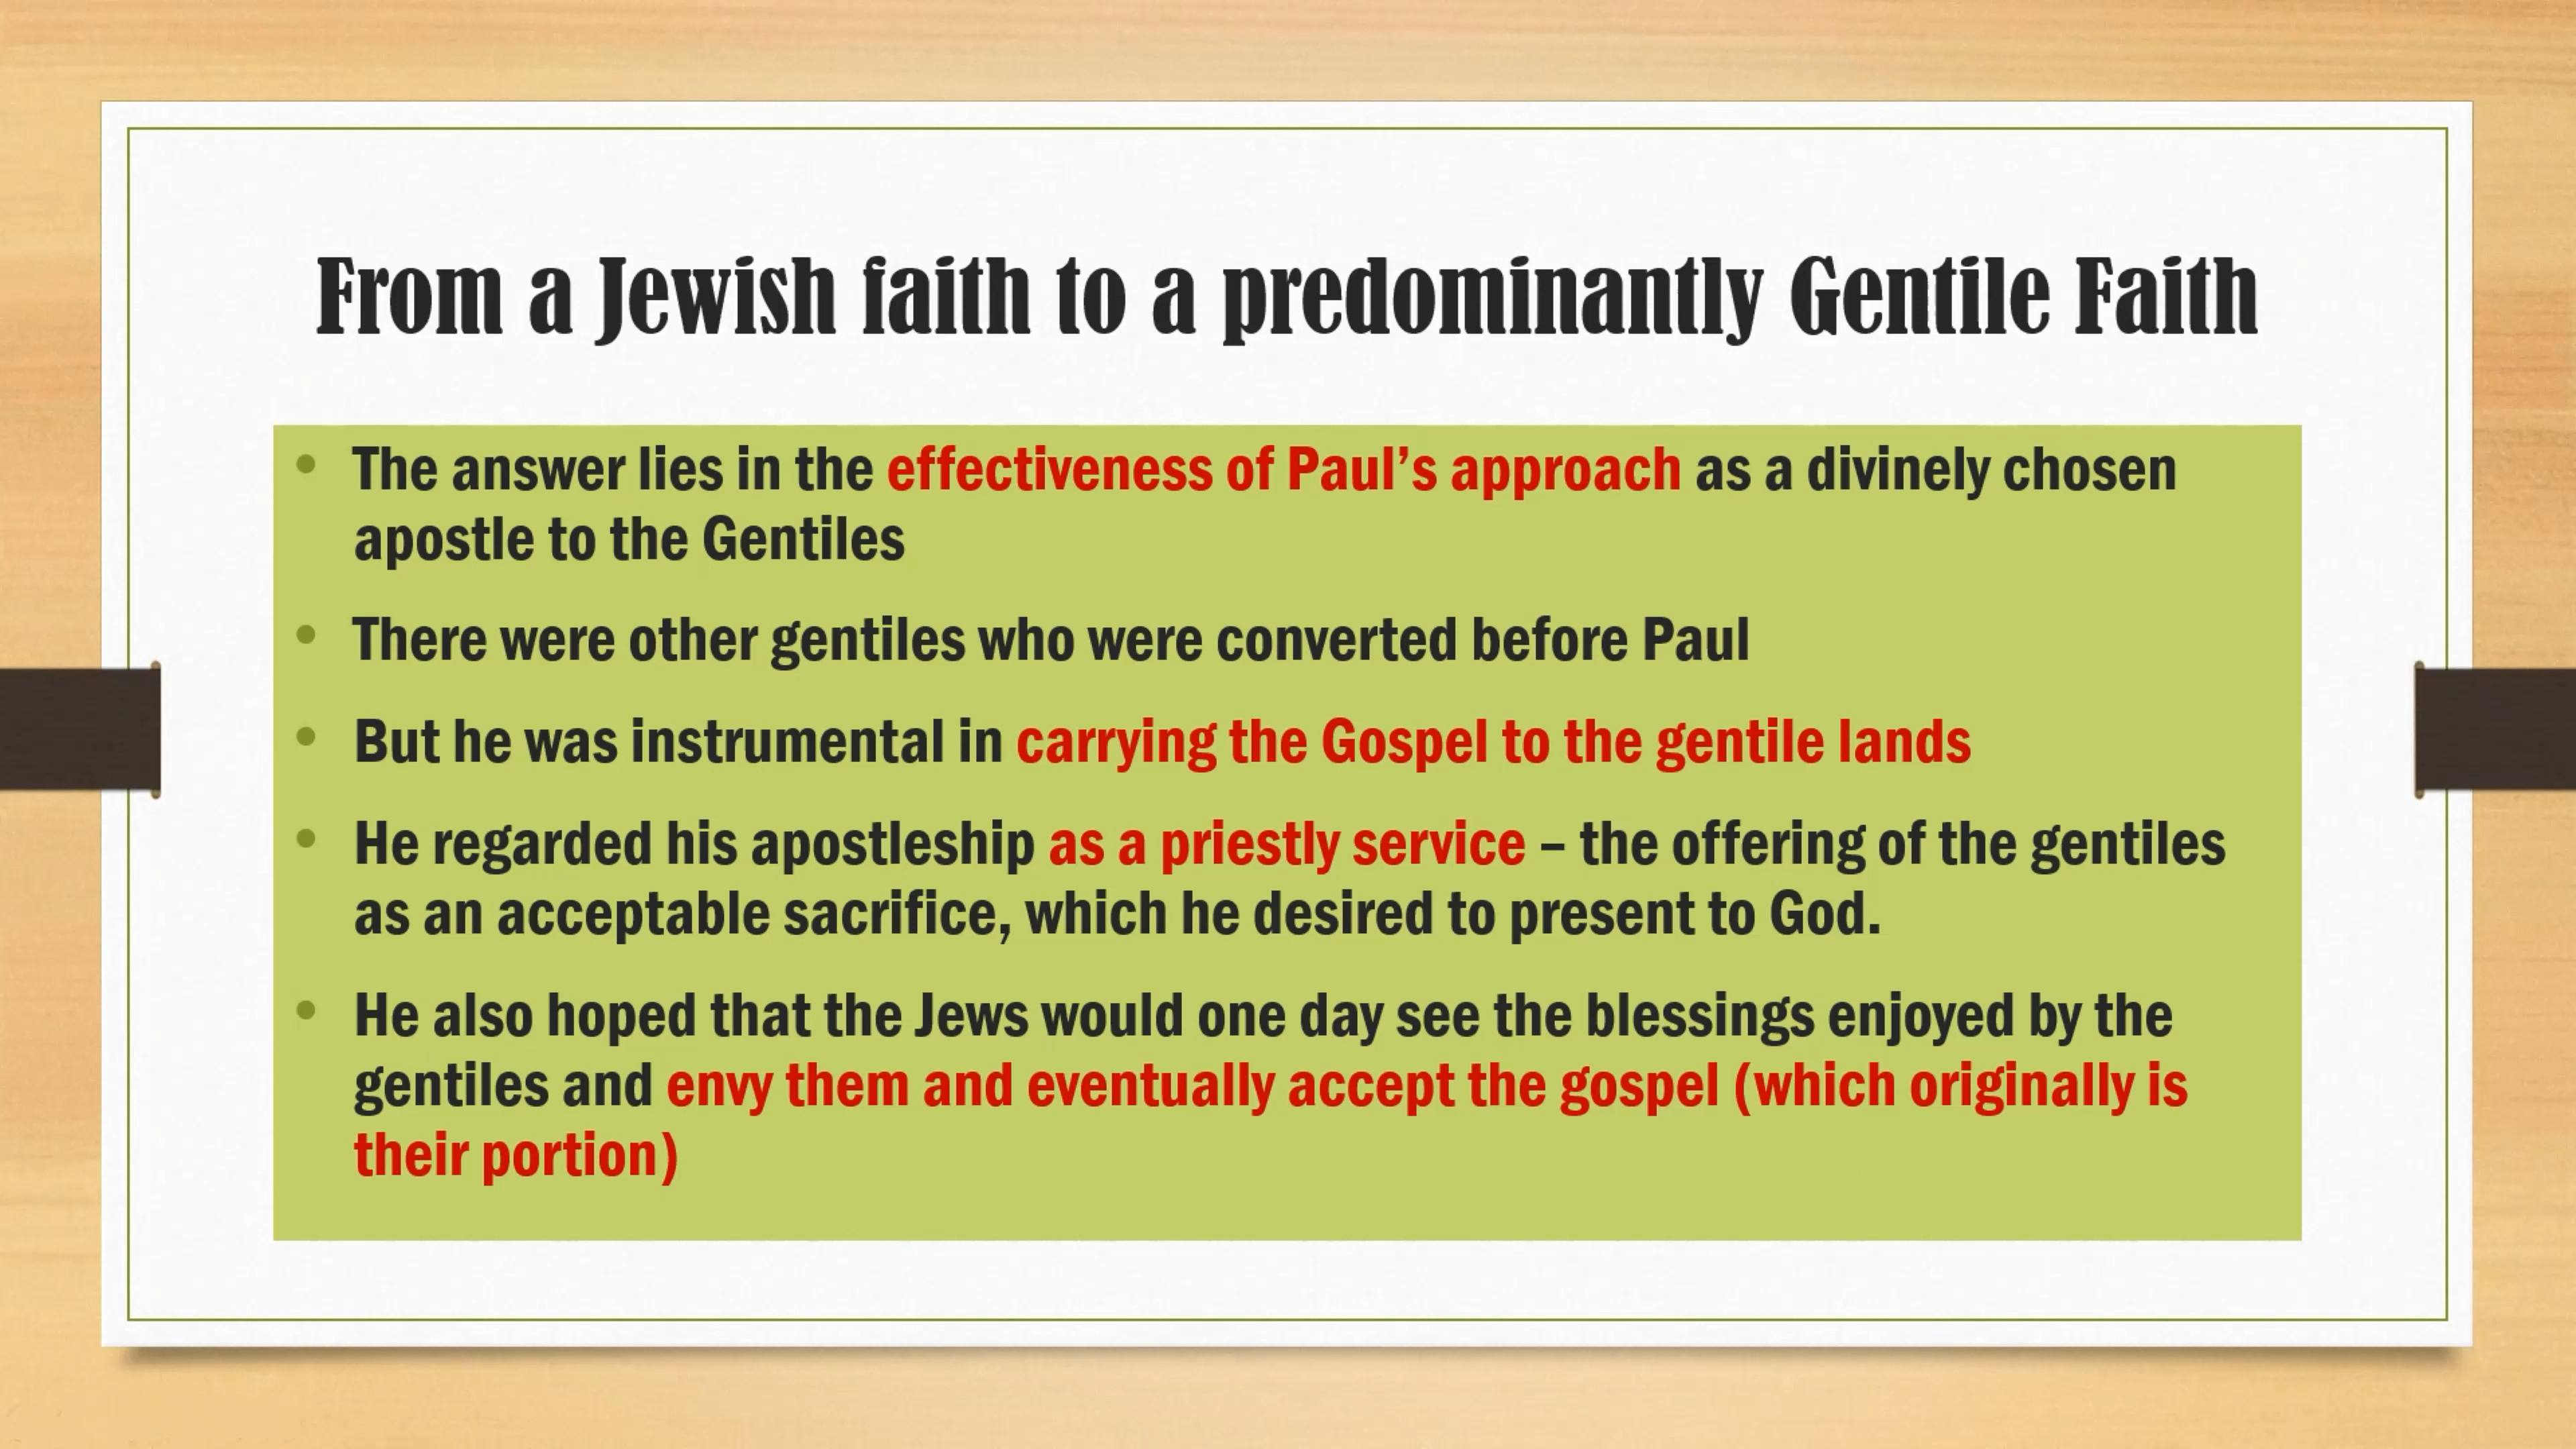 From a Jewish faith to a predominantly Gentile Faith
• The answer lies in the effectiveness of Paul’s approach as a divinely chosen
apostle to the Gentiles
• There were other gentiles who were converted before Paul
• But he was instrumental in carrying the Gospel to the gentile lands
• He regarded his apostleship as a priestly service – the offering of the gentiles
as an acceptable sacrifice, which he desired to present to God.
• He also hoped that the Jews would one day see the blessings enjoyed by the
gentiles and envy them and eventually accept the gospel (which originally is
their portion)